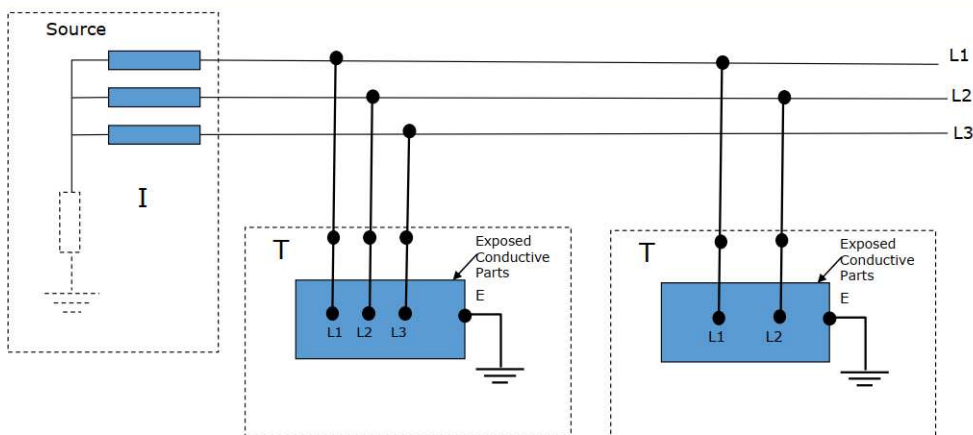 Source
L1
L2
L3
I
T
Exposed
Conductive
Parts
E
L1 L2 L3
T
Exposed
Conductive
Parts
E
L1 L2